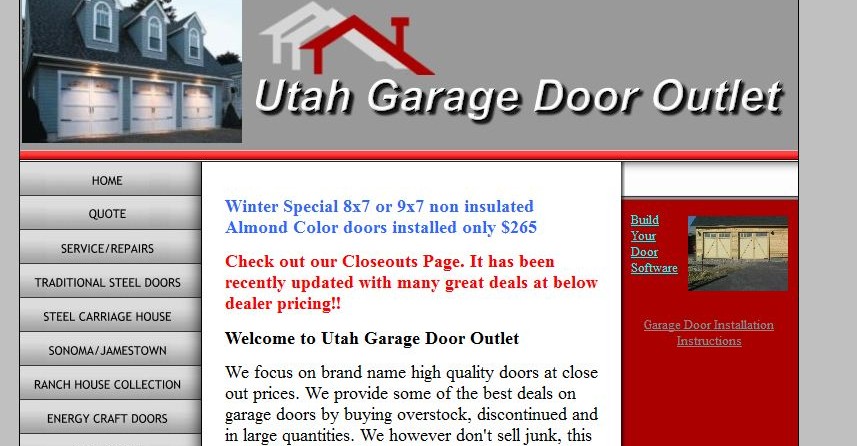 Utah Garage Door Outlet
HOME
QUOTE
SERVICE/REPAIRS
TRADITIONAL STEEL DOORS
STEEL CARRIAGE HOUSE
SONOMA/JAMESTOWN
RANCH HOUSE COLLECTION
ENERGY CRAFT DOORS
Winter Special 8x7 or 9x7 non insulated
Almond Color doors installed only $265
Check out our Closeouts Page. It has been
recently updated with many great deals at below
dealer pricing!!
Welcome to Utah Garage Door Outlet
We focus on brand name high quality doors at close
out prices. We provide some of the best deals on
garage doors by buying overstock, discontinued and
in large quantities. We however don't sell junk, this
Build
Your
Door
Software
Garage Door Installation
Instructions